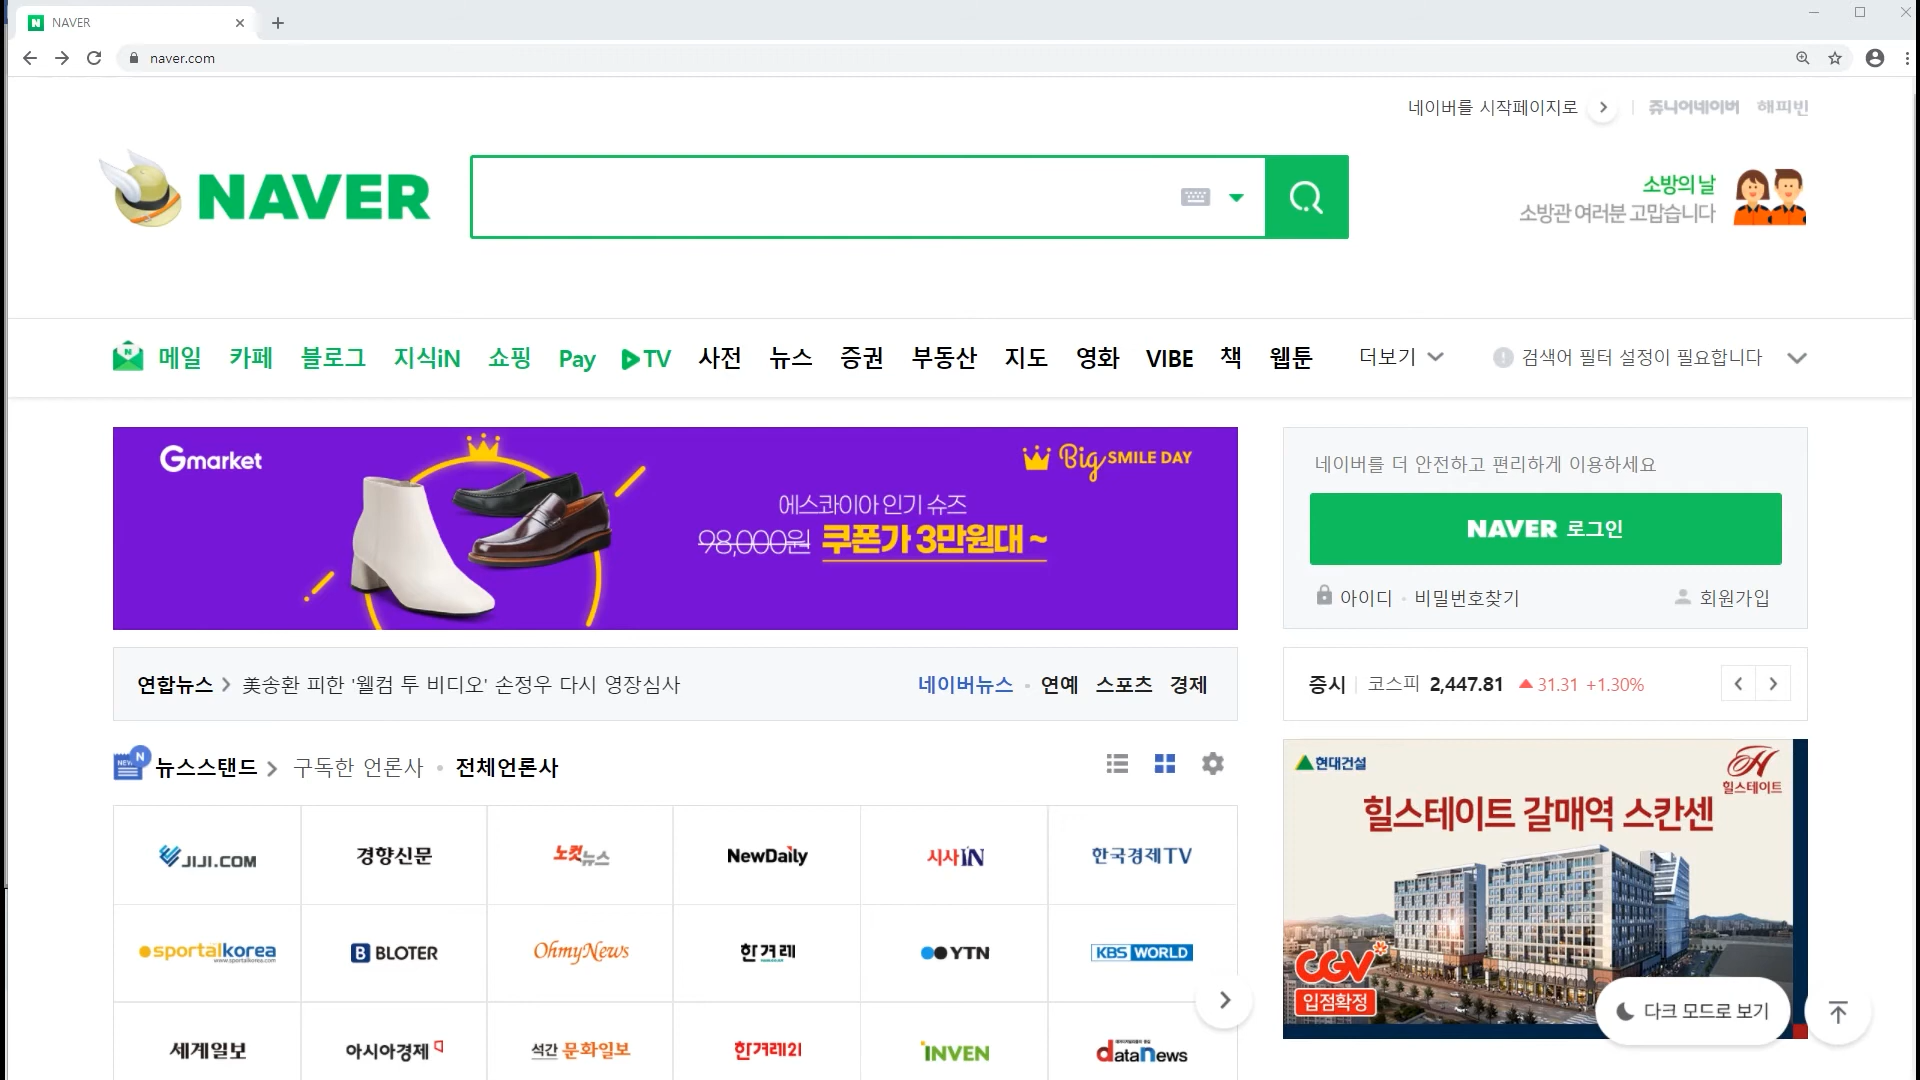 NAVER
naver.com
네이버를 시작페이지로
쥬니어네이버 해피빈
NAVER
소방의 날
소방관 여러분 고맙습니다
메일 카페 블로그 지식iN 쇼핑 Pay TV 사전 뉴스 증권 부동산 지도 영화 VIBE 책 웹툰 더보기
검색어 필터 설정이 필요합니다
Gmarket
Big SMILE DAY
에스콰이아 인기 슈즈
98,000원 쿠폰가 3만원대 ~
네이버를 더 안전하고 편리하게 이용하세요
NAVER 로그인
아이디 · 비밀번호찾기
회원가입
연합뉴스 > 美송환 피한 '웰컴 투 비디오' 손정우 다시 영장심사
네이버뉴스 · 연예 스포츠 경제
증시 코스피 2,447.81 ▲ 31.31 +1.30%
뉴스스탠드 > 구독한 언론사 · 전체언론사
JIJI.COM
경향신문
노컷뉴스
NewDaily
시사IN
한국경제TV
sportalkorea
www.sportalkorea.com
BLOTER
OhmyNews
한겨레
YTN
KBS WORLD
세계일보
아시아경제
석간 문화일보
한겨레21
INVEN
dataNews
현대건설
힐스테이트
힐스테이트 갈매역 스칸센
CGV
입점확정
다크 모드로 보기